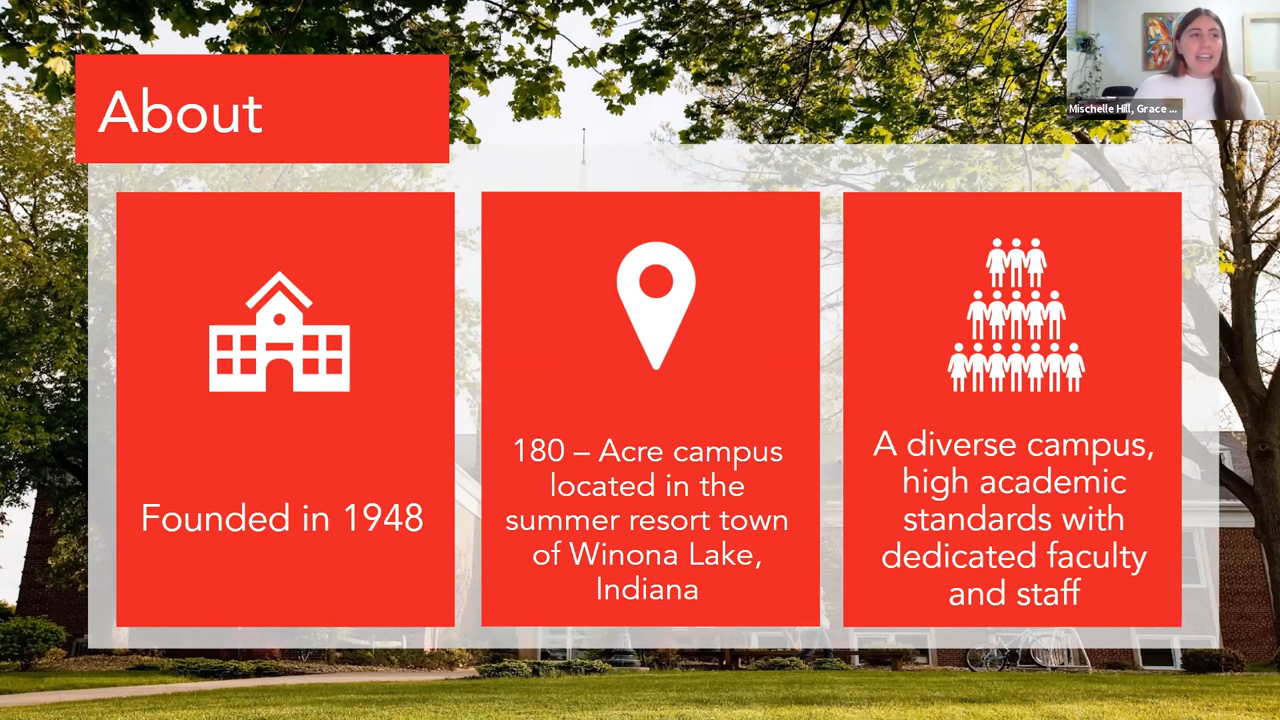 About
Founded in 1948
180 – Acre campus
located in the
summer resort town
of Winona Lake,
Indiana
A diverse campus,
high academic
standards with
dedicated faculty
and staff
Mischelle Hill, Grace ...